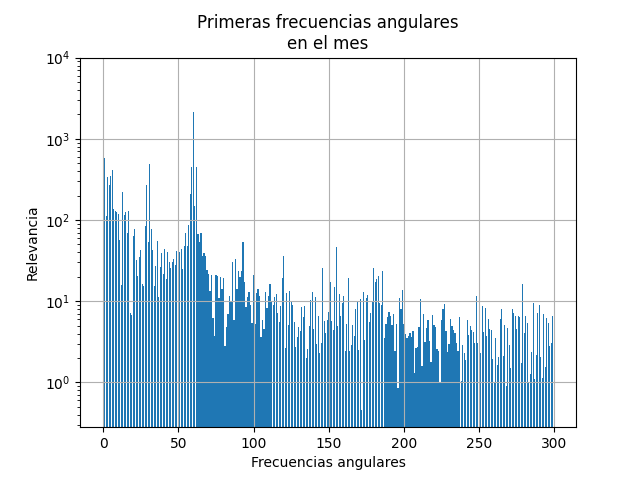 Primeras frecuencias angulares
en el mes
Relevancia
10^4
10^3
10^2
10^1
10^0
0 50 100 150 200 250 300
Frecuencias angulares